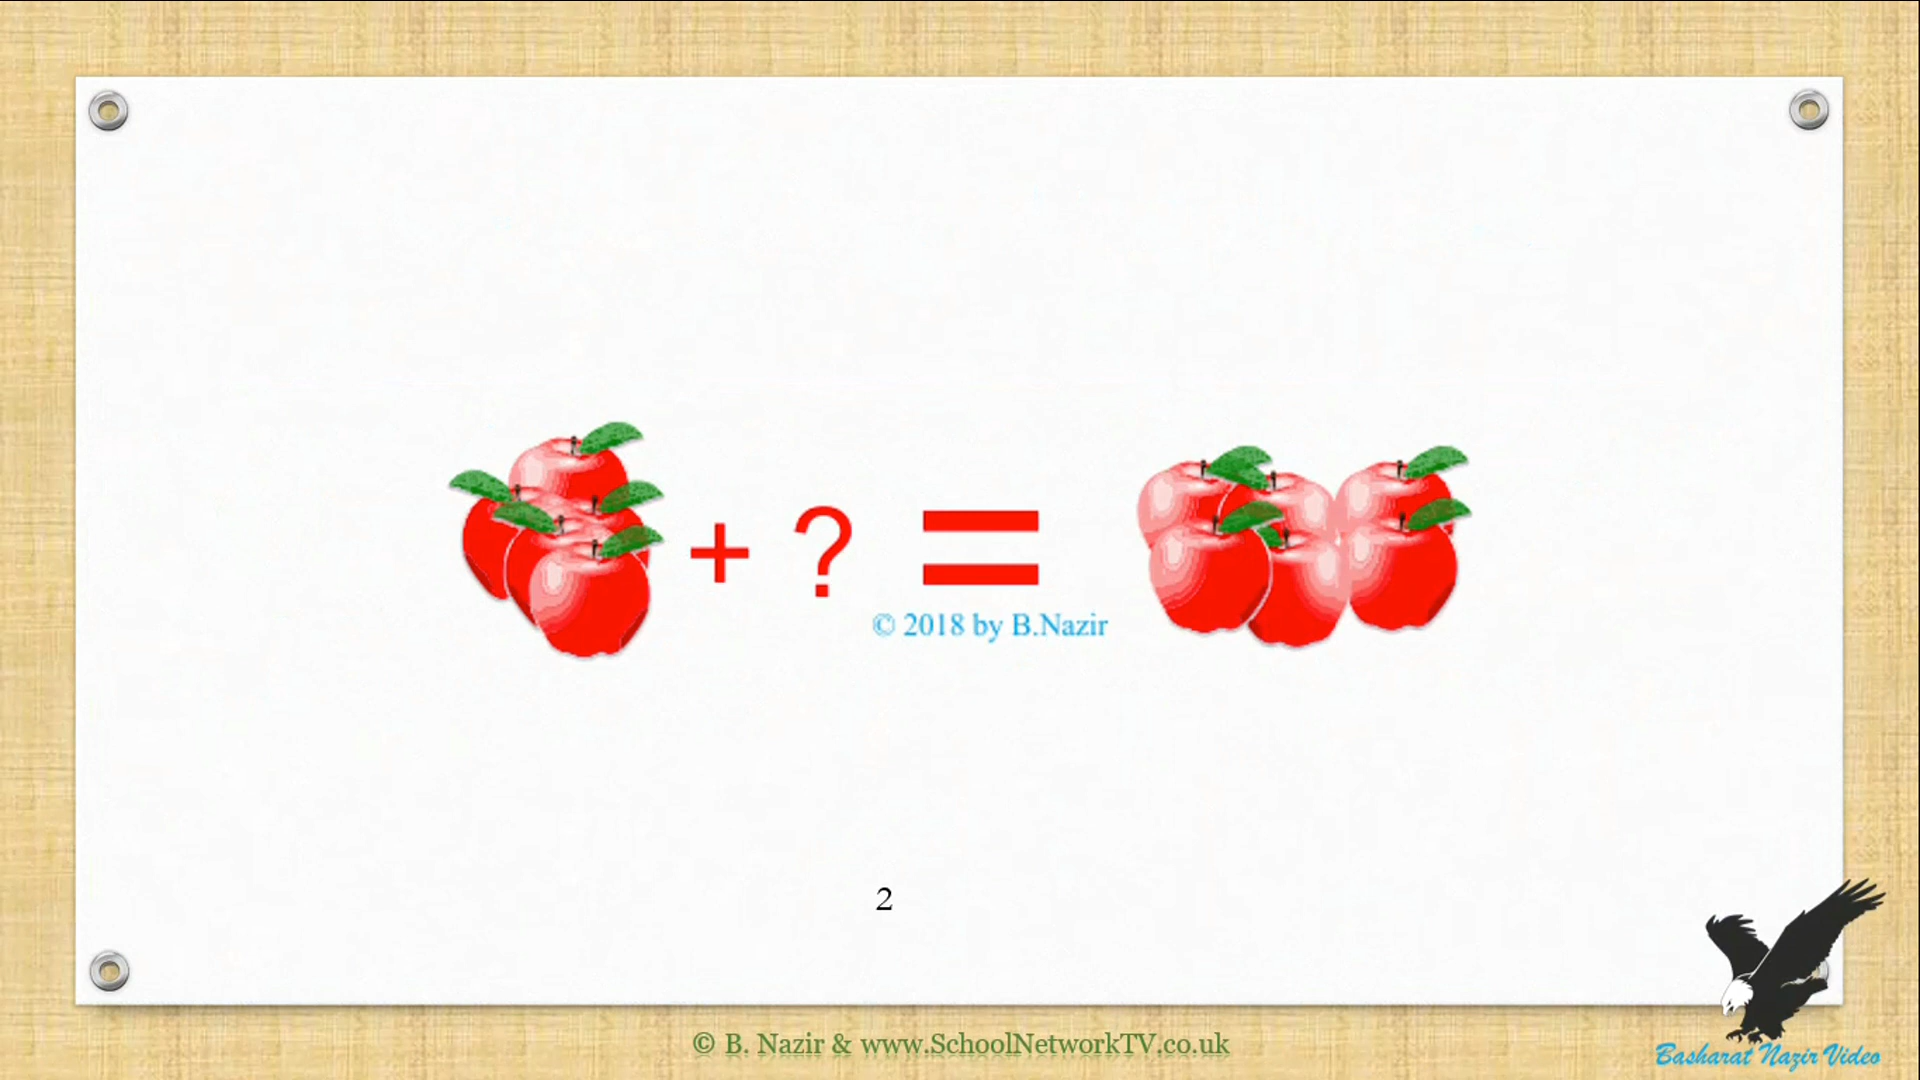 + ? =
© 2018 by B.Nazir
2
© B. Nazir & www.SchoolNetworkTV.co.uk
Basharat Nazir Video